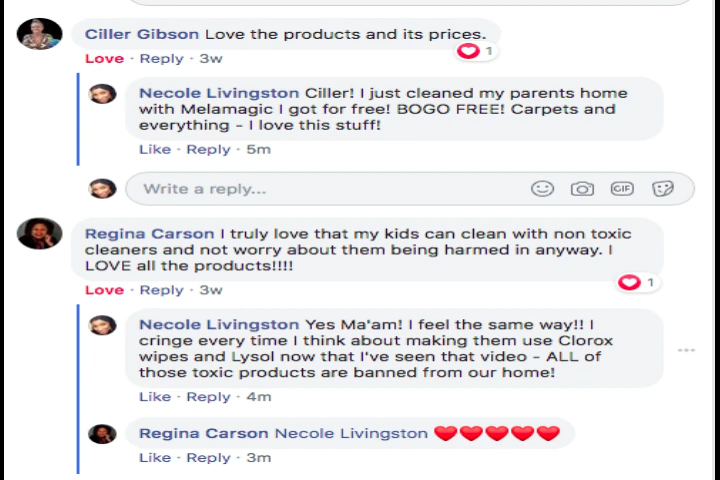 Ciller Gibson Love the products and its prices.
1
Love · Reply · 3w
Necole Livingston Ciller! I just cleaned my parents home
with Melamagic I got for free! BOGO FREE! Carpets and
everything - I love this stuff!
Like · Reply · 5m
Write a reply...
GIF
Regina Carson I truly love that my kids can clean with non toxic
cleaners and not worry about them being harmed in anyway. I
LOVE all the products!!!!
1
Love · Reply · 3w
Necole Livingston Yes Ma'am! I feel the same way!! I
cringe every time I think about making them use Clorox
wipes and Lysol now that I've seen that video - ALL of
those toxic products are banned from our home!
Like · Reply · 4m
Regina Carson Necole Livingston ❤️❤️❤️❤️❤️
Like · Reply · 3m